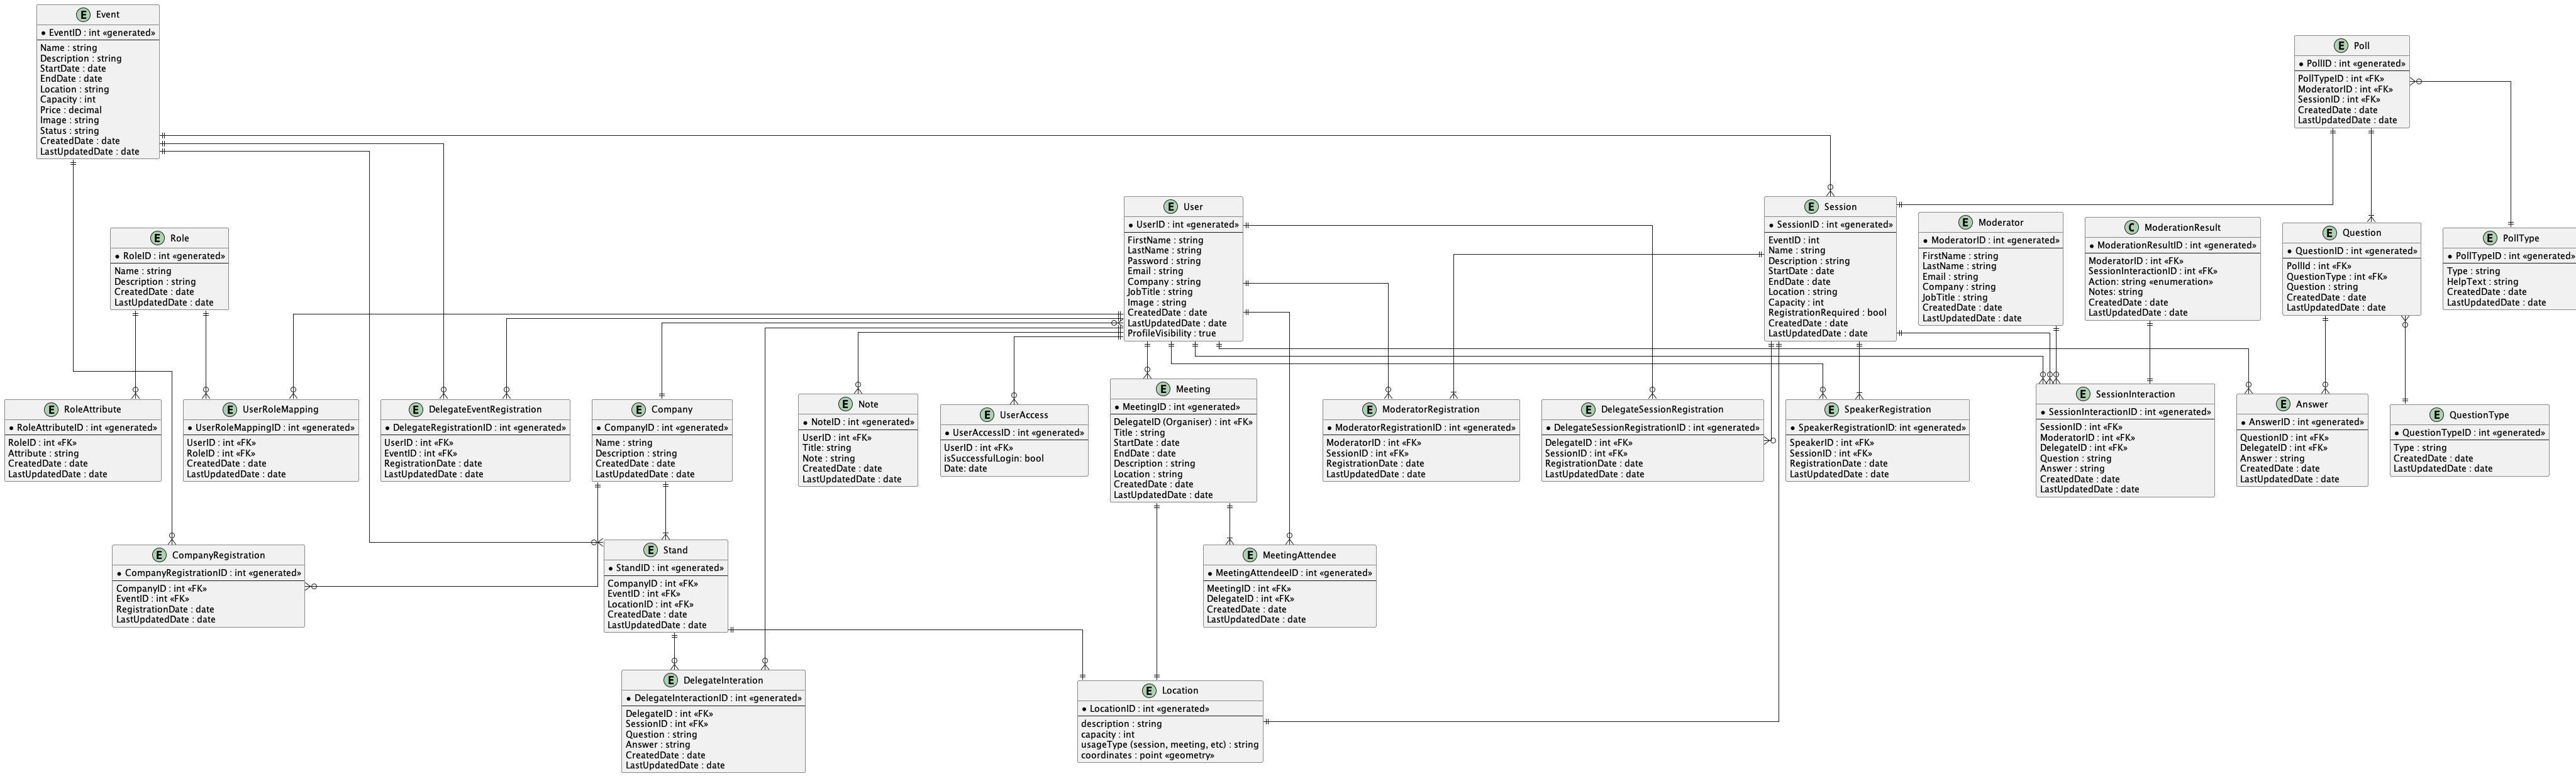 E Event
* EventID : int «generated»
Name : string
Description : string
StartDate : date
EndDate : date
Location : string
Capacity : int
Price : decimal
Image : string
Status : string
CreatedDate : date
LastUpdatedDate : date
E Poll
* PollID : int «generated»
PollTypeID : int «FK»
ModeratorID : int «FK»
SessionID : int «FK»
CreatedDate : date
LastUpdatedDate : date
E Role
* RoleID : int «generated»
Name : string
Description : string
CreatedDate : date
LastUpdatedDate : date
E User
* UserID : int «generated»
FirstName : string
LastName : string
Password : string
Email : string
Company : string
JobTitle : string
Image : string
CreatedDate : date
LastUpdatedDate : date
ProfileVisibility : true
E Session
* SessionID : int «generated»
EventID : int
Name : string
Description : string
StartDate : date
EndDate : date
Location : string
Capacity : int
RegistrationRequired : bool
CreatedDate : date
LastUpdatedDate : date
E Moderator
* ModeratorID : int «generated»
FirstName : string
LastName : string
Email : string
Company : string
JobTitle : string
CreatedDate : date
LastUpdatedDate : date
C ModerationResult
* ModerationResultID : int «generated»
ModeratorID : int «FK»
SessionInteractionID : int «FK»
Action: string «enumeration»
Notes: string
CreatedDate : date
LastUpdatedDate : date
E Question
* QuestionID : int «generated»
PollId : int «FK»
QuestionType : int «FK»
Question : string
CreatedDate : date
LastUpdatedDate : date
E PollType
* PollTypeID : int «generated»
Type : string
HelpText : string
CreatedDate : date
LastUpdatedDate : date
E RoleAttribute
* RoleAttributeID : int «generated»
RoleID : int «FK»
Attribute : string
CreatedDate : date
LastUpdatedDate : date
E UserRoleMapping
* UserRoleMappingID : int «generated»
UserID : int «FK»
RoleID : int «FK»
CreatedDate : date
LastUpdatedDate : date
E DelegateEventRegistration
* DelegateRegistrationID : int «generated»
UserID : int «FK»
EventID : int «FK»
RegistrationDate : date
LastUpdatedDate : date
E Company
* CompanyID : int «generated»
Name : string
Description : string
CreatedDate : date
LastUpdatedDate : date
E Note
* NoteID : int «generated»
UserID : int «FK»
Title: string
Note : string
CreatedDate : date
LastUpdatedDate : date
E UserAccess
* UserAccessID : int «generated»
UserID : int «FK»
isSuccessfulLogin: bool
Date: date
E Meeting
* MeetingID : int «generated»
DelegateID (Organiser) : int «FK»
Title : string
StartDate : date
EndDate : date
Description : string
Location : string
CreatedDate : date
LastUpdatedDate : date
E ModeratorRegistration
* ModeratorRegistrationID : int «generated»
ModeratorID : int «FK»
SessionID : int «FK»
RegistrationDate : date
LastUpdatedDate : date
E DelegateSessionRegistration
* DelegateSessionRegistrationID : int «generated»
DelegateID : int «FK»
SessionID : int «FK»
RegistrationDate : date
LastUpdatedDate : date
E SpeakerRegistration
* SpeakerRegistrationID: int «generated»
SpeakerID : int «FK»
SessionID : int «FK»
RegistrationDate : date
LastUpdatedDate : date
E SessionInteraction
* SessionInteractionID : int «generated»
SessionID : int «FK»
ModeratorID : int «FK»
DelegateID : int «FK»
Question : string
Answer : string
CreatedDate : date
LastUpdatedDate : date
E Answer
* AnswerID : int «generated»
QuestionID : int «FK»
DelegateID : int «FK»
Answer : string
CreatedDate : date
LastUpdatedDate : date
E QuestionType
* QuestionTypeID : int «generated»
Type : string
CreatedDate : date
LastUpdatedDate : date
E CompanyRegistration
* CompanyRegistrationID : int «generated»
CompanyID : int «FK»
EventID : int «FK»
RegistrationDate : date
LastUpdatedDate : date
E Stand
* StandID : int «generated»
CompanyID : int «FK»
EventID : int «FK»
LocationID : int «FK»
CreatedDate : date
LastUpdatedDate : date
E MeetingAttendee
* MeetingAttendeeID : int «generated»
MeetingID : int «FK»
DelegateID : int «FK»
CreatedDate : date
LastUpdatedDate : date
E DelegateInteration
* DelegateInteractionID : int «generated»
DelegateID : int «FK»
SessionID : int «FK»
Question : string
Answer : string
CreatedDate : date
LastUpdatedDate : date
E Location
* LocationID : int «generated»
description : string
capacity : int
usageType (session, meeting, etc) : string
coordinates : point «geometry»